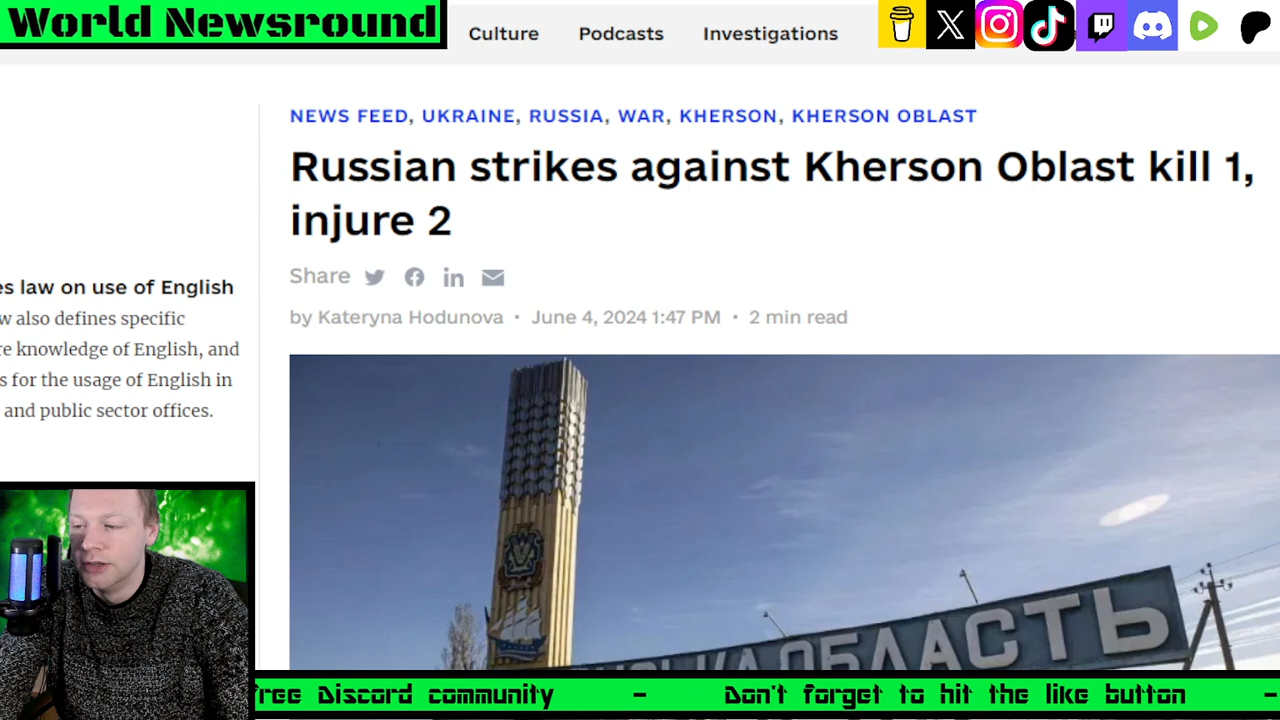 World Newsround
Culture Podcasts Investigations
NEWS FEED, UKRAINE, RUSSIA, WAR, KHERSON, KHERSON OBLAST
Russian strikes against Kherson Oblast kill 1,
injure 2
Share
by Kateryna Hodunova · June 4, 2024 1:47 PM · 2 min read
es law on use of English
w also defines specific
re knowledge of English, and
s for the usage of English in
and public sector offices.
ОБЛАСТЬ
free Discord community - Don't forget to hit the like button -